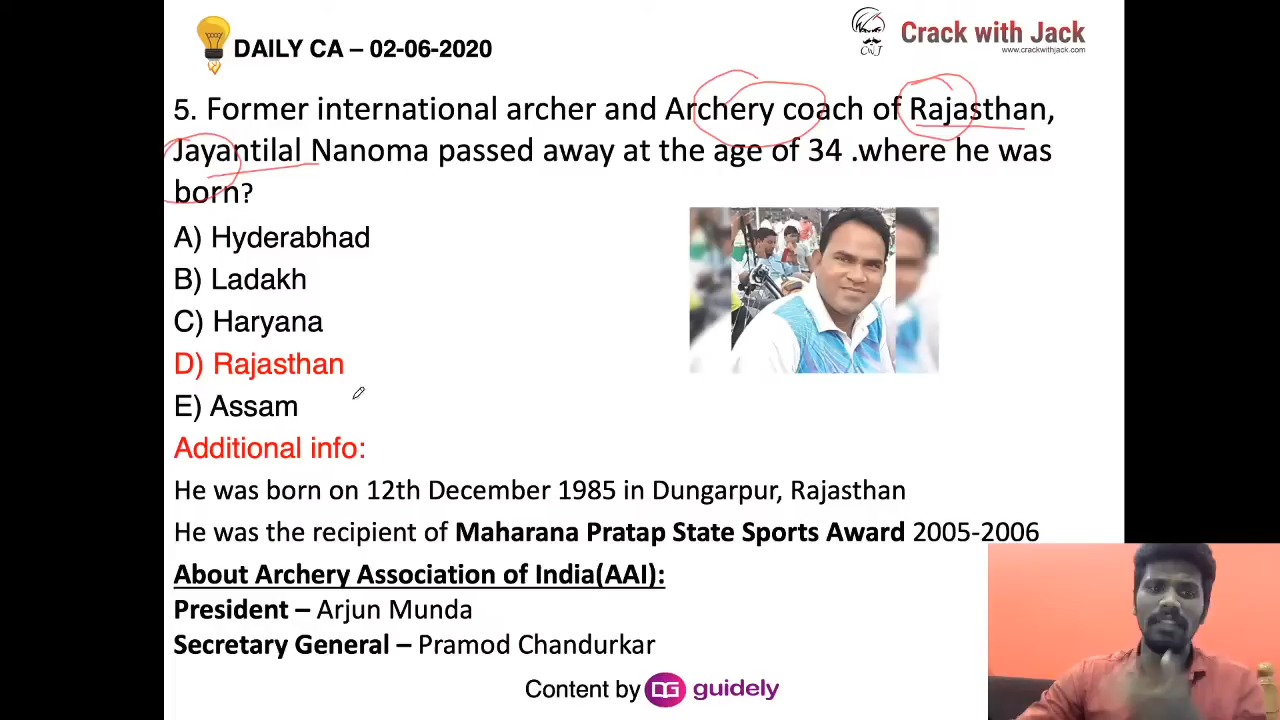 DAILY CA – 02-06-2020
Crack with Jack
www.crackwithjack.com
CWJ
5. Former international archer and Archery coach of Rajasthan,
Jayantilal Nanoma passed away at the age of 34 .where he was
born?
A) Hyderabhad
B) Ladakh
C) Haryana
D) Rajasthan
E) Assam
Additional info:
He was born on 12th December 1985 in Dungarpur, Rajasthan
He was the recipient of Maharana Pratap State Sports Award 2005-2006
About Archery Association of India(AAI):
President – Arjun Munda
Secretary General – Pramod Chandurkar
Content by DG guidely